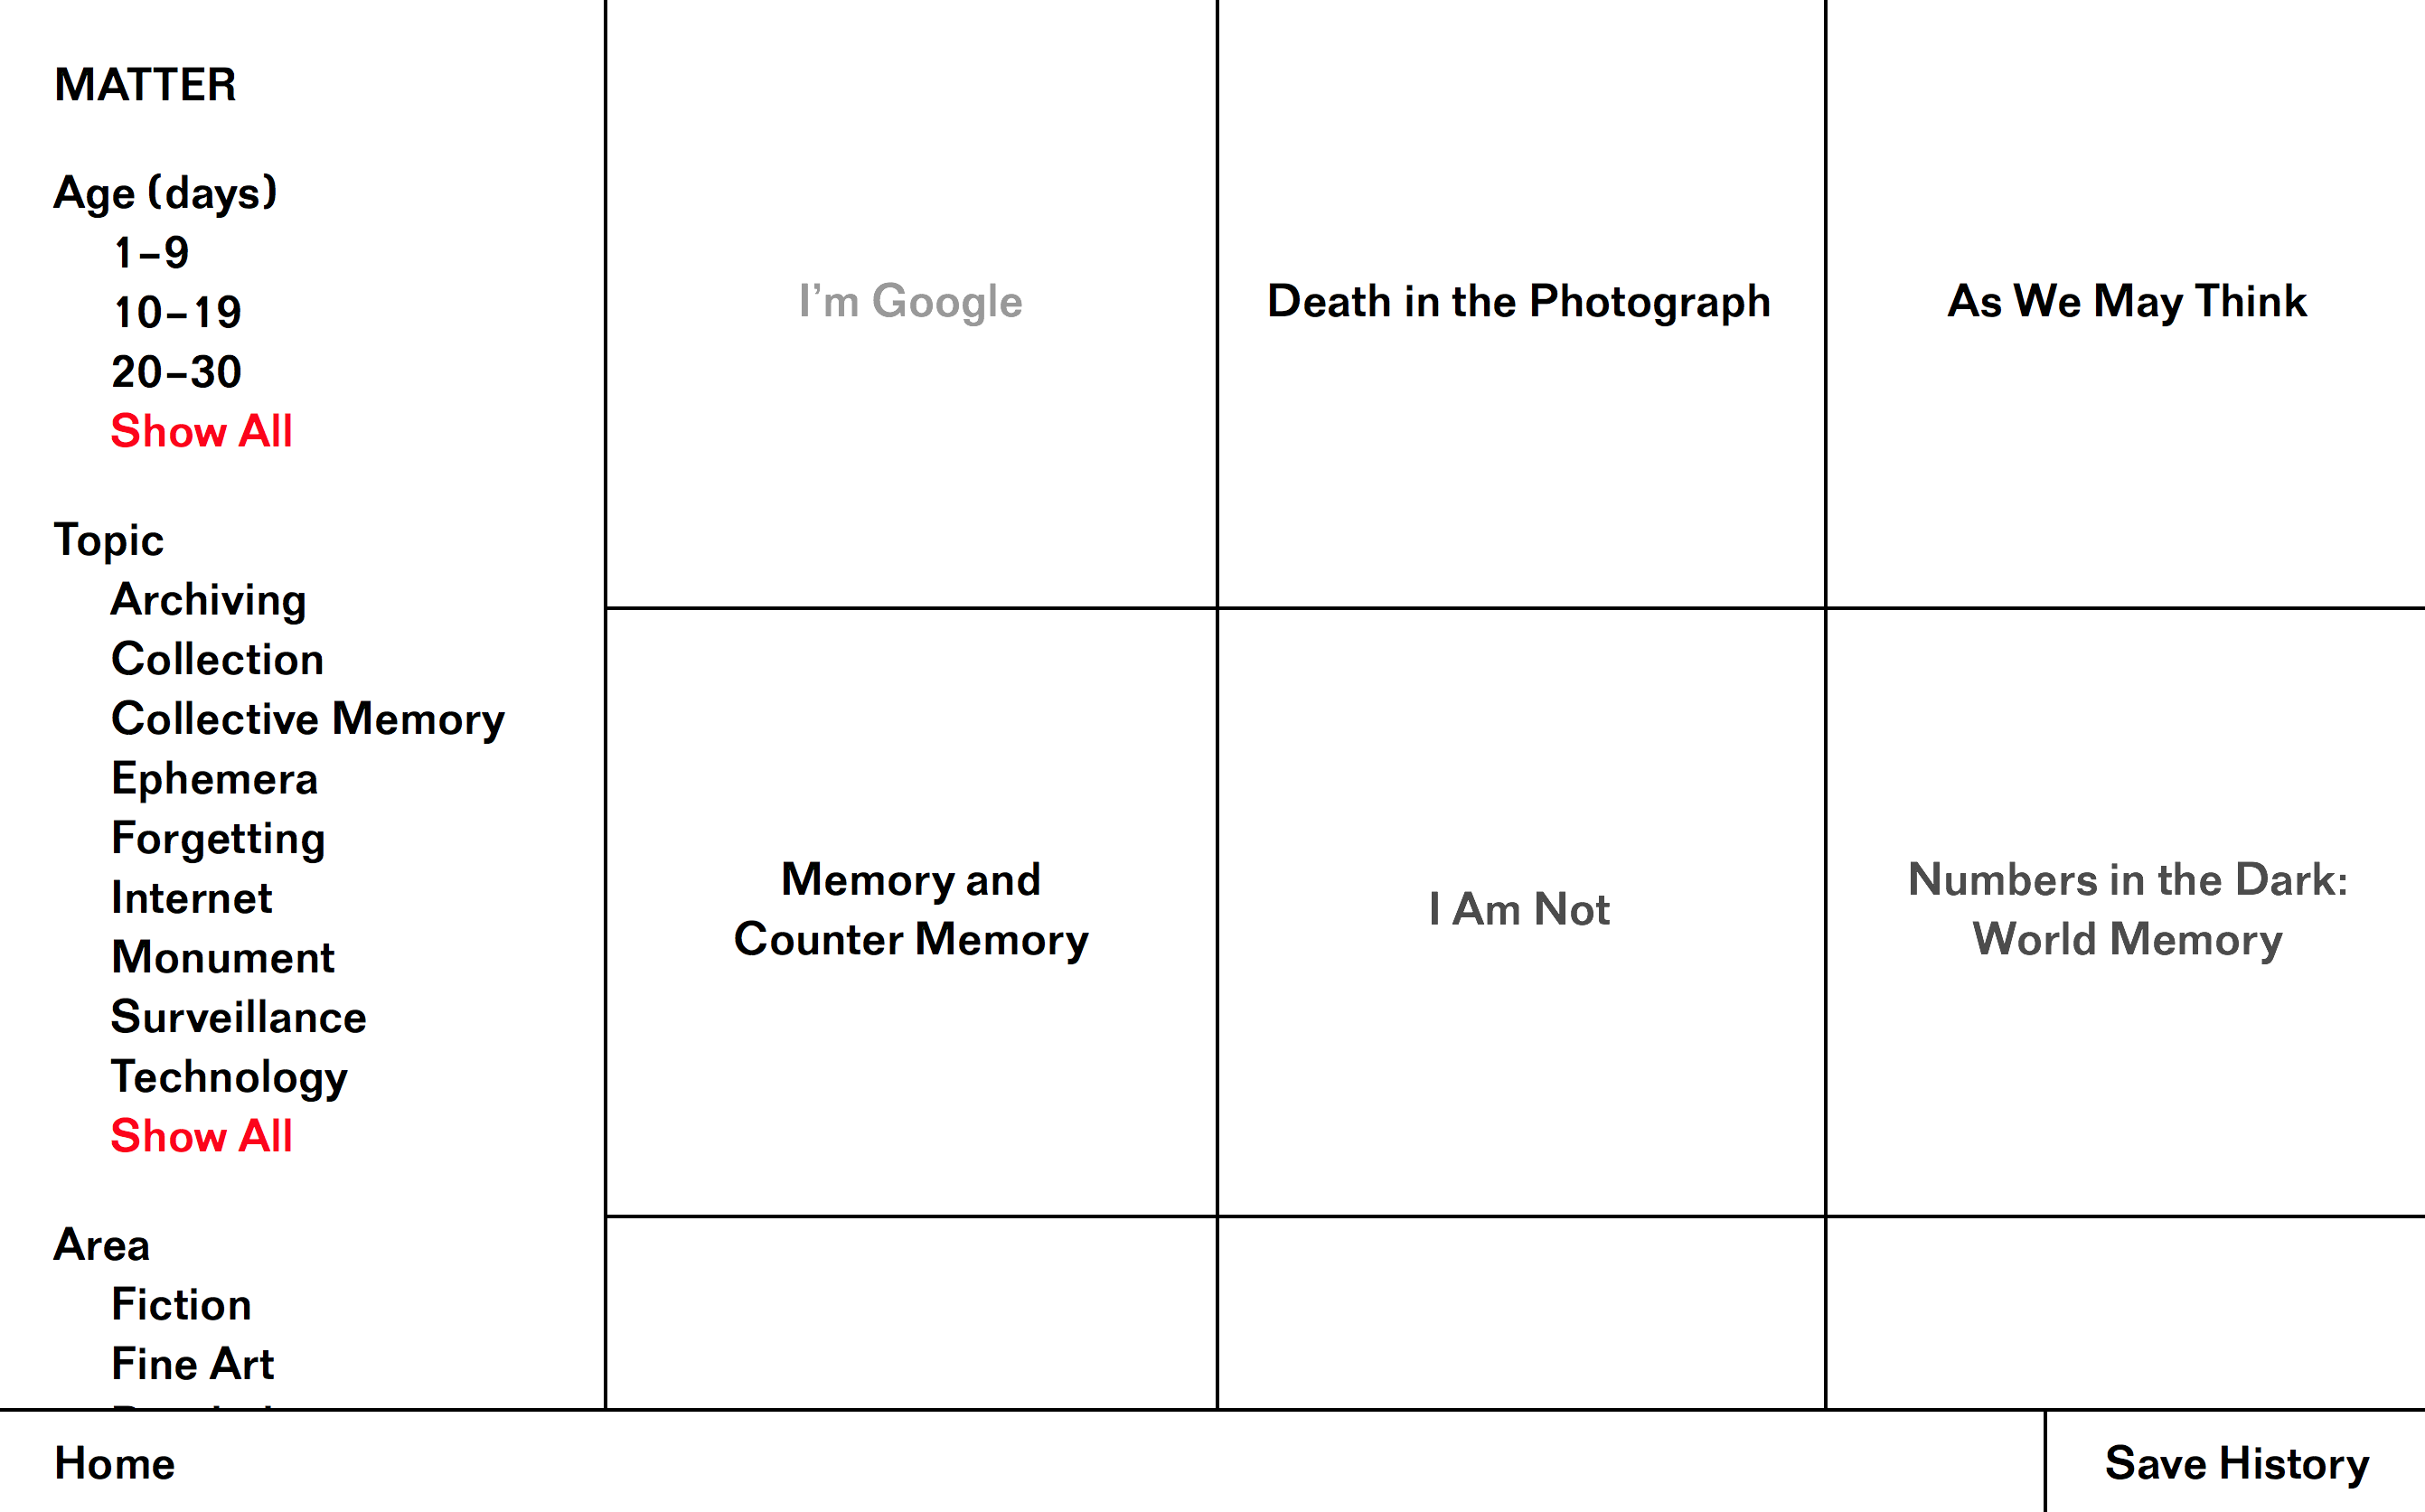 MATTER
Age (days)
1–9
10–19
20–30
Show All
Topic
Archiving
Collection
Collective Memory
Ephemera
Forgetting
Internet
Monument
Surveillance
Technology
Show All
Area
Fiction
Fine Art
I’m Google
Death in the Photograph
As We May Think
Memory and
Counter Memory
I Am Not
Numbers in the Dark:
World Memory
Home
Save History